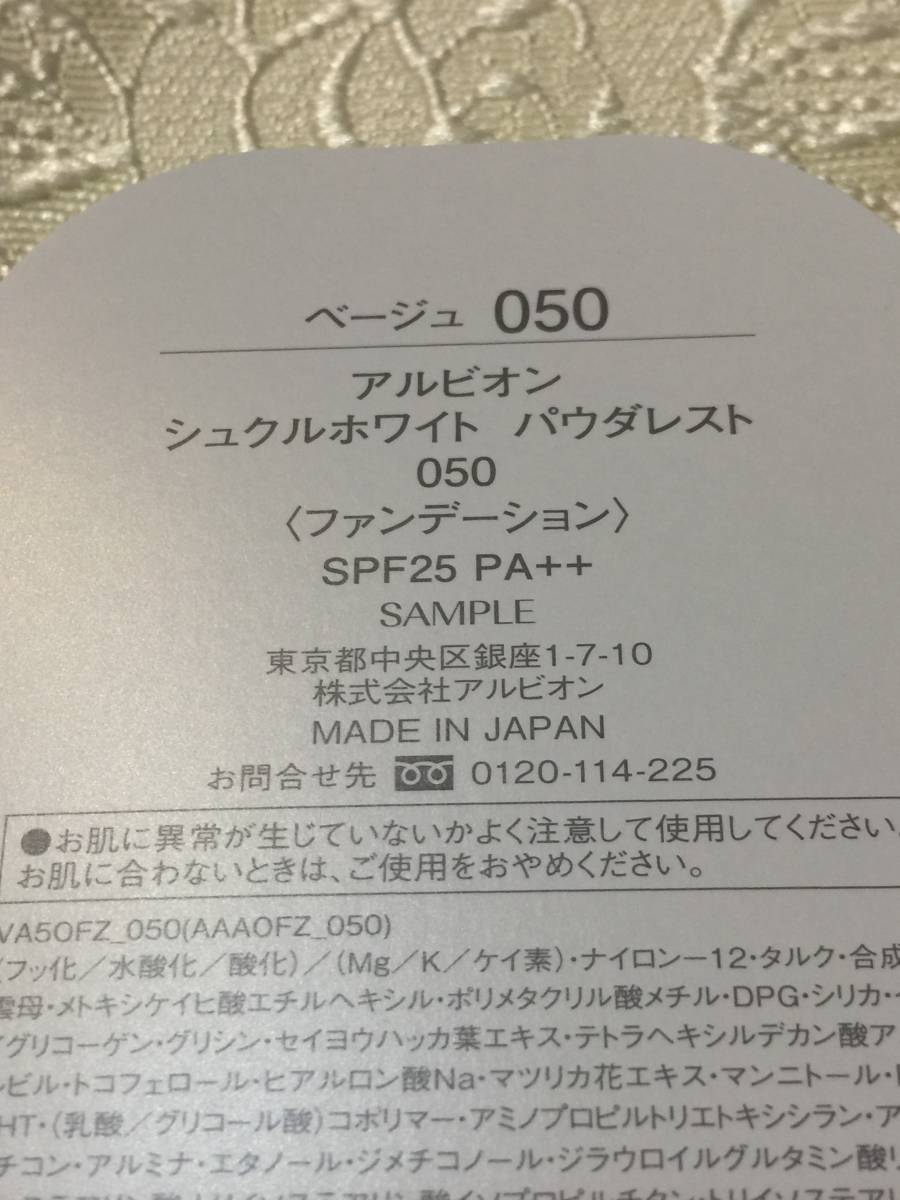 ベージュ 050
アルビオン
シュクルホワイト パウダレスト
050
〈ファンデーション〉
SPF25 PA++
SAMPLE
東京都中央区銀座1-7-10
株式会社アルビオン
MADE IN JAPAN
お問合せ先 0120-114-225
●お肌に異常が生じていないかよく注意して使用してください。
お肌に合わないときは、ご使用をおやめください。
VA5OFZ_050(AAAOFZ_050)
(フッ化／水酸化／酸化)／(Mg／K／ケイ素)・ナイロン−12・タルク・合成
雲母・メトキシケイヒ酸エチルヘキシル・ポリメタクリル酸メチル・DPG・シリカ・
グリコーゲン・グリシン・セイヨウハッカ葉エキス・テトラヘキシルデカン酸ア
ビル・トコフェロール・ヒアルロン酸Na・マツリカ花エキス・マンニトール・
HT・(乳酸／グリコール酸)コポリマー・アミノプロピルトリエトキシシラン・ア
チコン・アルミナ・エタノール・ジメチコノール・ジラウロイルグルタミン酸リ